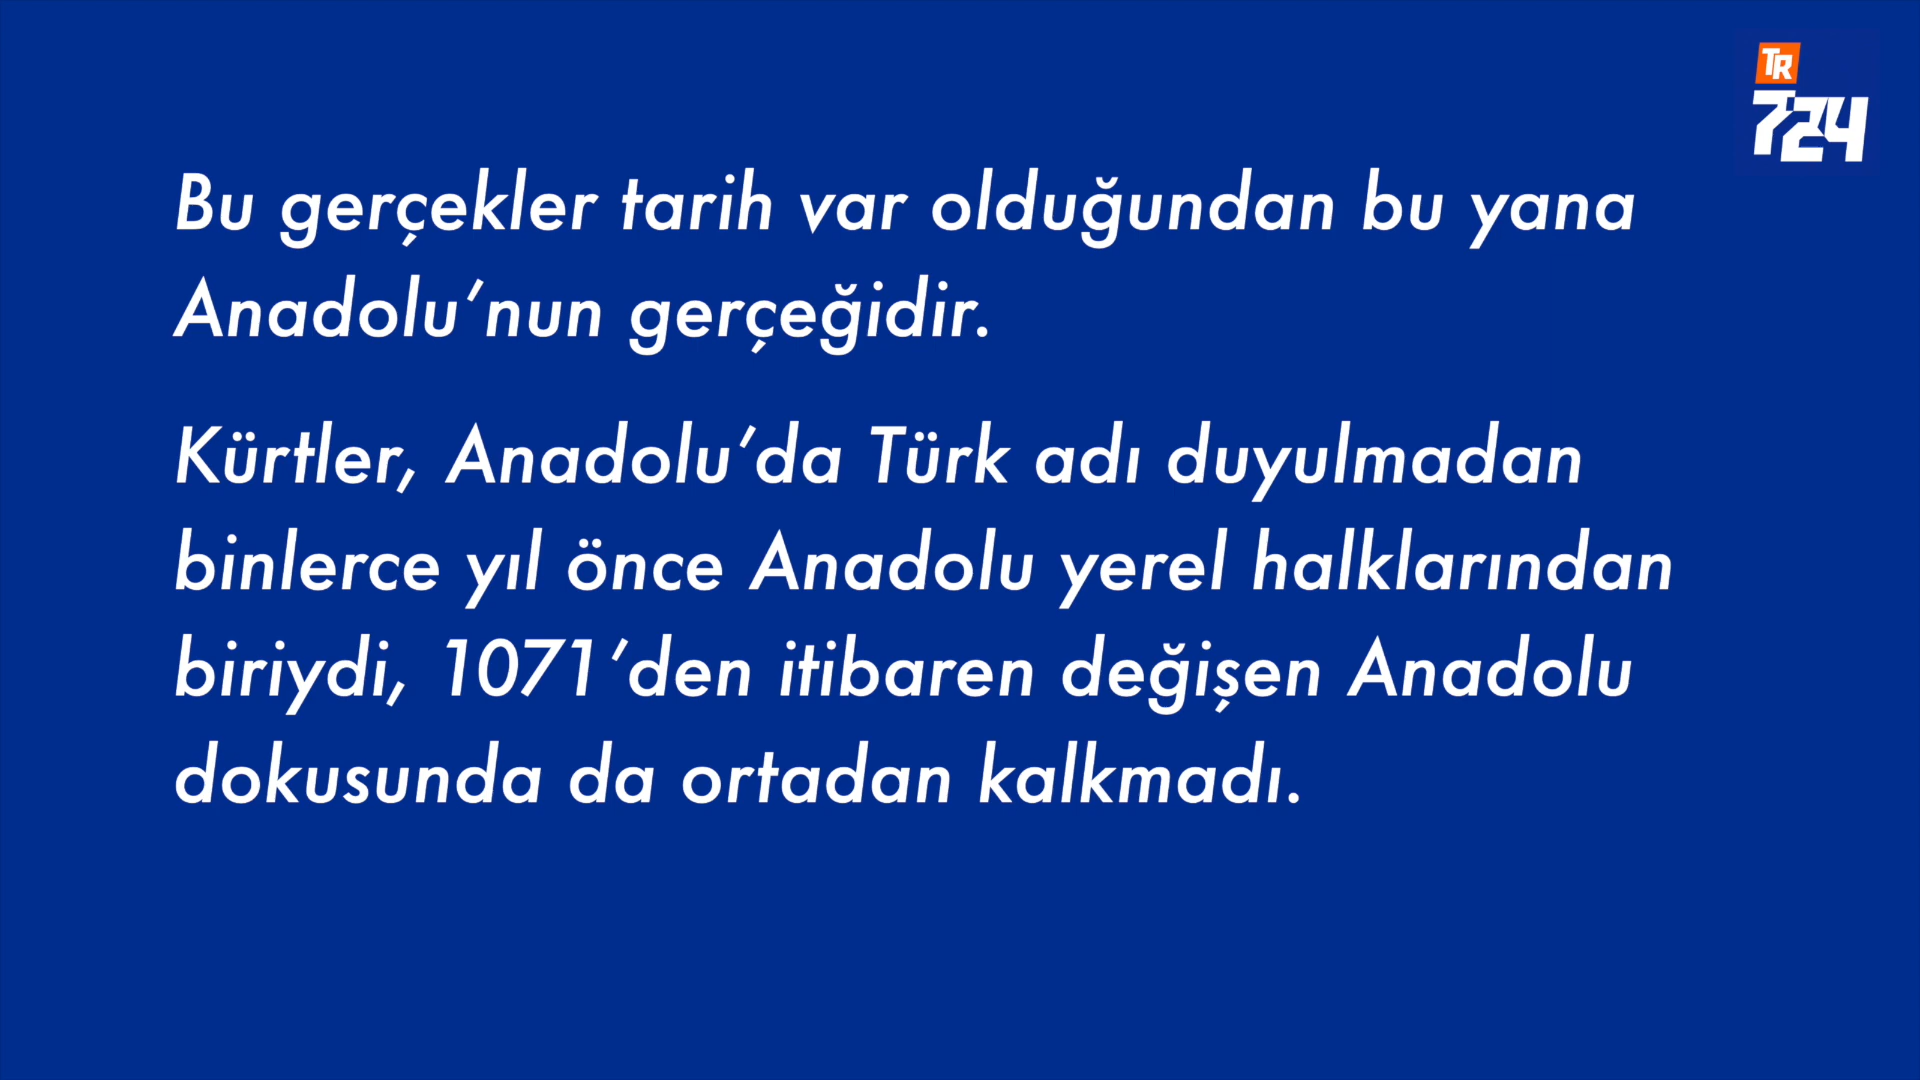 TR
724
Bu gerçekler tarih var olduğundan bu yana
Anadolu’nun gerçeğidir.
Kürtler, Anadolu’da Türk adı duyulmadan
binlerce yıl önce Anadolu yerel halklarından
biriydi, 1071’den itibaren değişen Anadolu
dokusunda da ortadan kalkmadı.